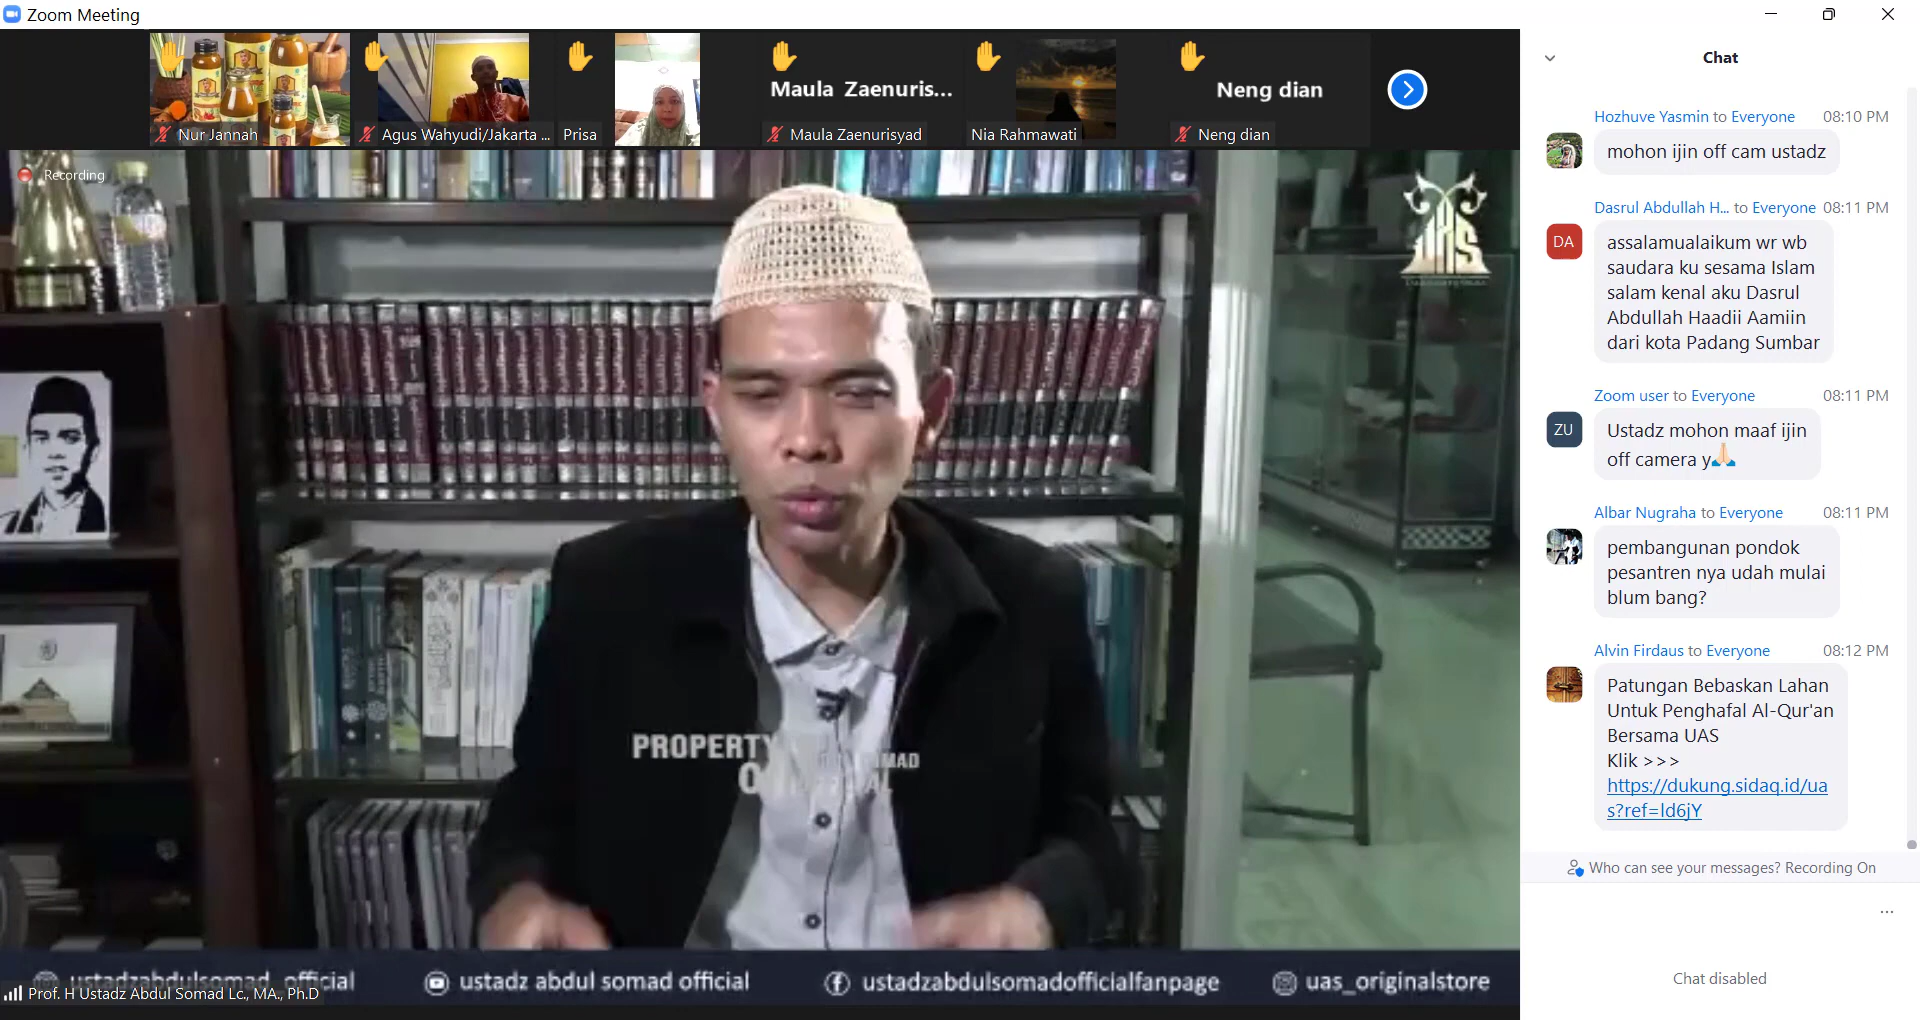 Zoom Meeting
Nur Jannah
Agus Wahyudi/Jakarta ...
Prisa
Maula Zaenuris...
Maula Zaenurisyad
Nia Rahmawati
Neng dian
Neng dian
Recording
UAS
PROPERTY
ustadzabdulsomad_official
ustadz abdul somad official
ustadzabdulsomadofficialfanpage
uas_originalstore
Prof. H Ustadz Abdul Somad Lc., MA., Ph.D
Chat
Hozhuve Yasmin to Everyone 08:10 PM
mohon ijin off cam ustadz
Dasrul Abdullah H... to Everyone 08:11 PM
DA
assalamualaikum wr wb
saudara ku sesama Islam
salam kenal aku Dasrul
Abdullah Haadii Aamiin
dari kota Padang Sumbar
Zoom user to Everyone 08:11 PM
ZU
Ustadz mohon maaf ijin
off camera y🙏🏻
Albar Nugraha to Everyone 08:11 PM
pembangunan pondok
pesantren nya udah mulai
blum bang?
Alvin Firdaus to Everyone 08:12 PM
Patungan Bebaskan Lahan
Untuk Penghafal Al-Qur'an
Bersama UAS
Klik >>>
https://dukung.sidaq.id/ua
s?ref=ld6jY
Who can see your messages? Recording On
...
Chat disabled